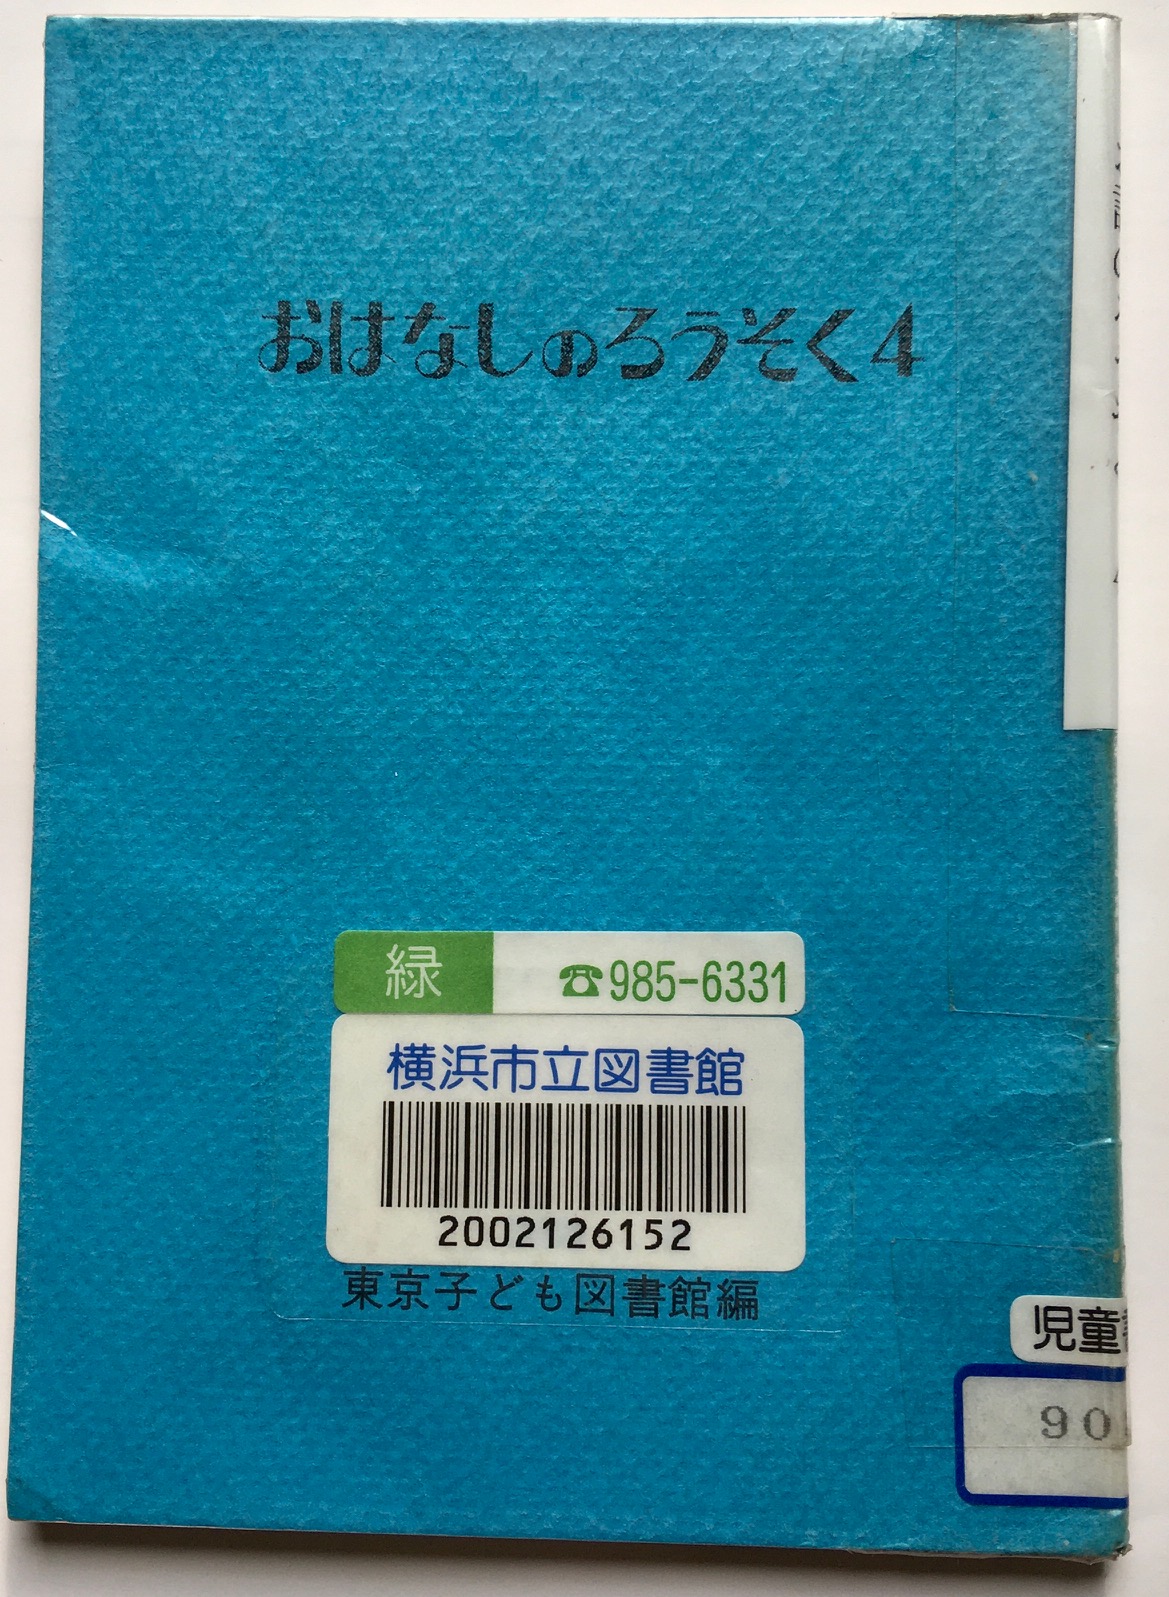 おはなしのろうそく4
緑
☎985-6331
横浜市立図書館
2002126152
東京子ども図書館編
児童
90